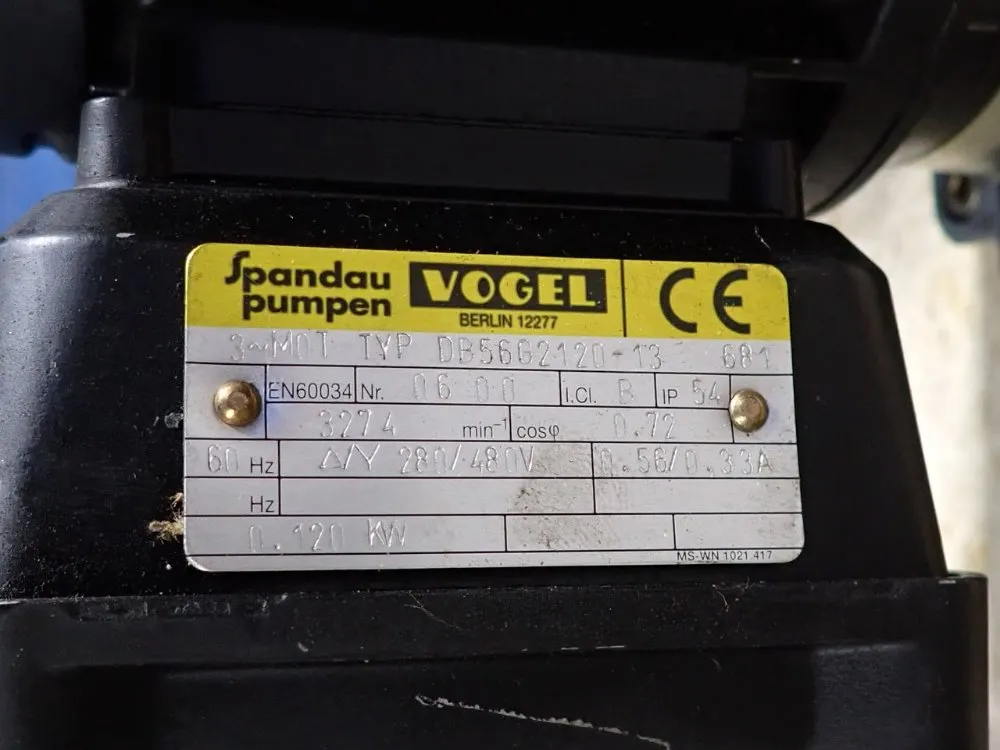 Spandau pumpen VOGEL CE
BERLIN 12277
3~MOT TYP DB56G2120-13 681
EN60034 Nr. 06 00 I.Cl. B IP 54
3274 min⁻¹ cosφ 0.72
60 Hz Δ/Y 280/480V 0.56/0.33A
Hz
0.120 KW
MS-WN 1021.417